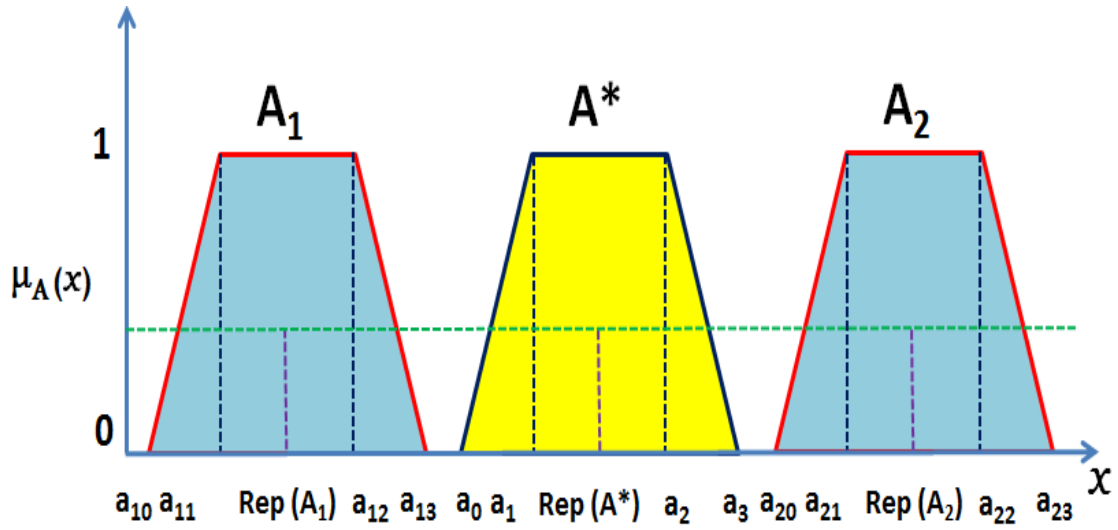 A₁ A* A₂
1
μ_A(x)
0
x
a₁₀ a₁₁ Rep (A₁) a₁₂ a₁₃ a₀ a₁ Rep (A*) a₂ a₃ a₂₀ a₂₁ Rep (A₂) a₂₂ a₂₃